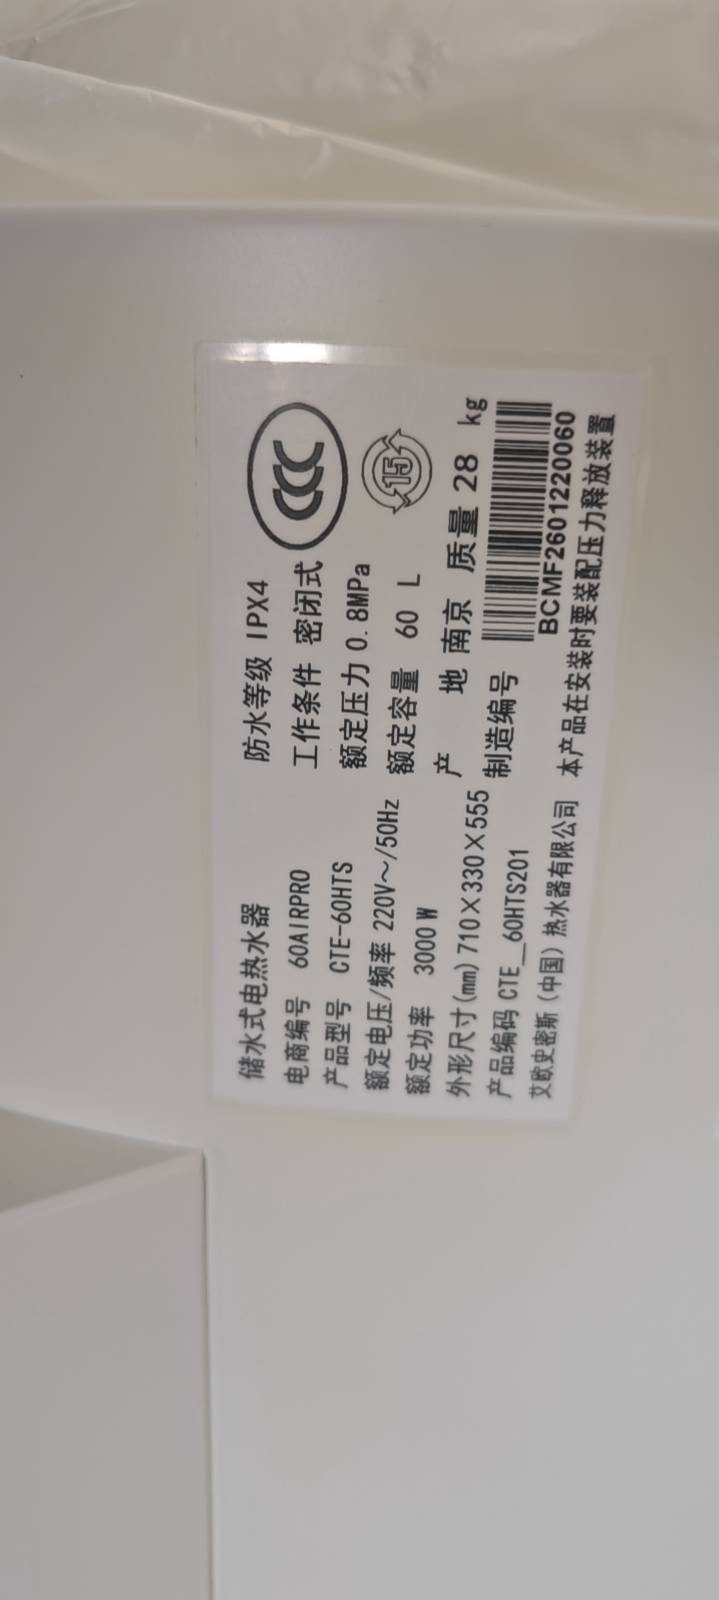 储水式电热水器
电商编号 60AIRPRO
产品型号 CTE-60HTS
额定电压/频率 220V～/50Hz
额定功率 3000 W
外形尺寸(mm) 710×330×555
产品编码 CTE__60HTS201
艾欧史密斯（中国）热水器有限公司
防水等级 IPX4
工作条件 密闭式
额定压力 0.8MPa
额定容量 60 L
产 地 南京 质量 28 kg
制造编号
BCMF2601220060
本产品在安装时要装配压力释放装置
CCC
15